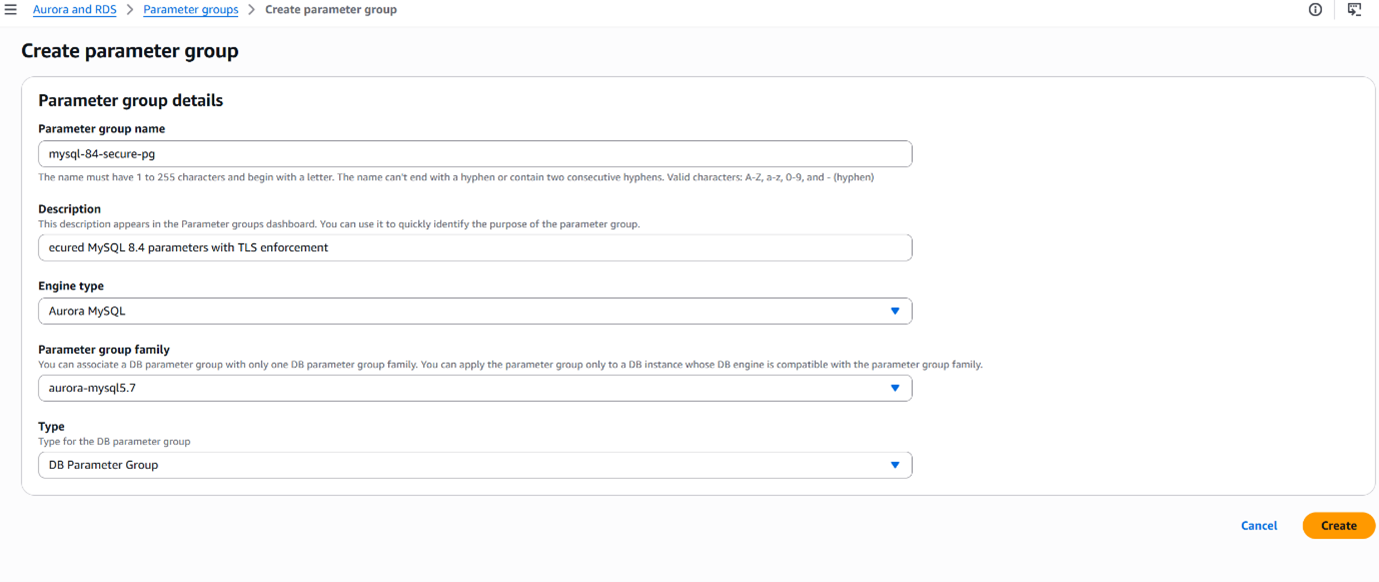 Aurora and RDS > Parameter groups > Create parameter group
Create parameter group
Parameter group details
Parameter group name
mysql-84-secure-pg
The name must have 1 to 255 characters and begin with a letter. The name can't end with a hyphen or contain two consecutive hyphens. Valid characters: A-Z, a-z, 0-9, and - (hyphen)
Description
This description appears in the Parameter groups dashboard. You can use it to quickly identify the purpose of the parameter group.
ecured MySQL 8.4 parameters with TLS enforcement
Engine type
Aurora MySQL
Parameter group family
You can associate a DB parameter group with only one DB parameter group family. You can apply the parameter group only to a DB instance whose DB engine is compatible with the parameter group family.
aurora-mysql5.7
Type
Type for the DB parameter group
DB Parameter Group
Cancel
Create